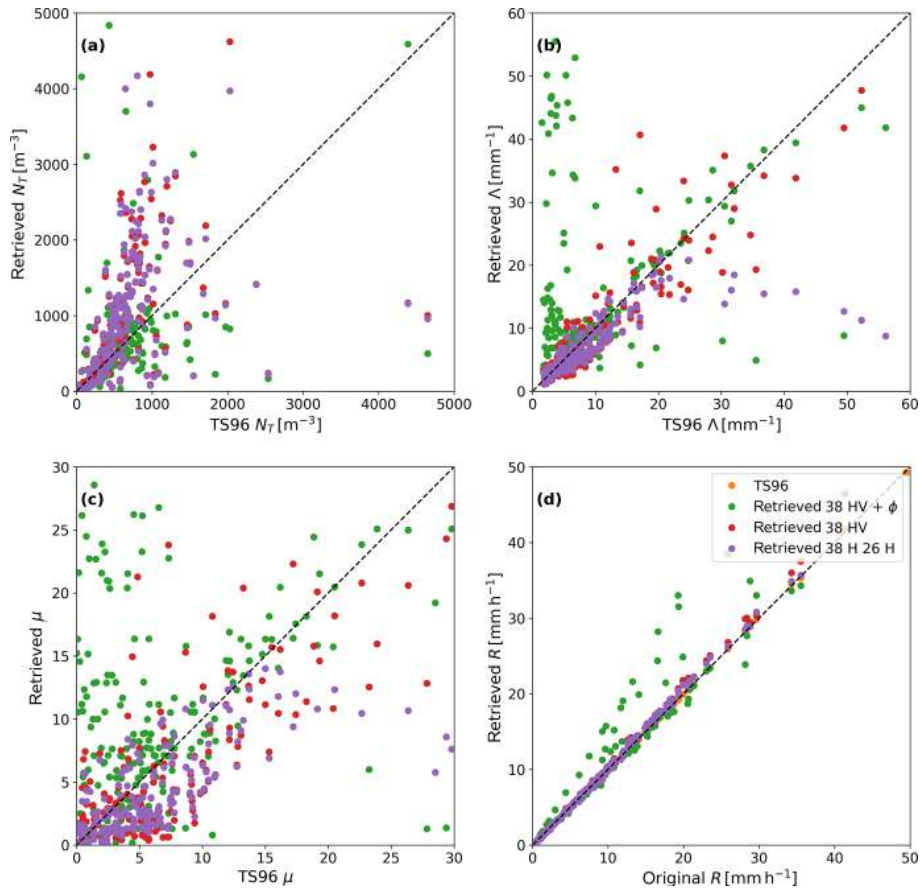 (a)
5000
4000
3000
2000
1000
0
Retrieved N_T [m⁻³]
0 1000 2000 3000 4000 5000
TS96 N_T [m⁻³]
(b)
60
50
40
30
20
10
0
Retrieved Λ [mm⁻¹]
0 10 20 30 40 50 60
TS96 Λ [mm⁻¹]
(c)
30
25
20
15
10
5
0
Retrieved μ
0 5 10 15 20 25 30
TS96 μ
(d)
50
40
30
20
10
0
Retrieved R [mm h⁻¹]
TS96
Retrieved 38 HV + ϕ
Retrieved 38 HV
Retrieved 38 H 26 H
0 10 20 30 40 50
Original R [mm h⁻¹]